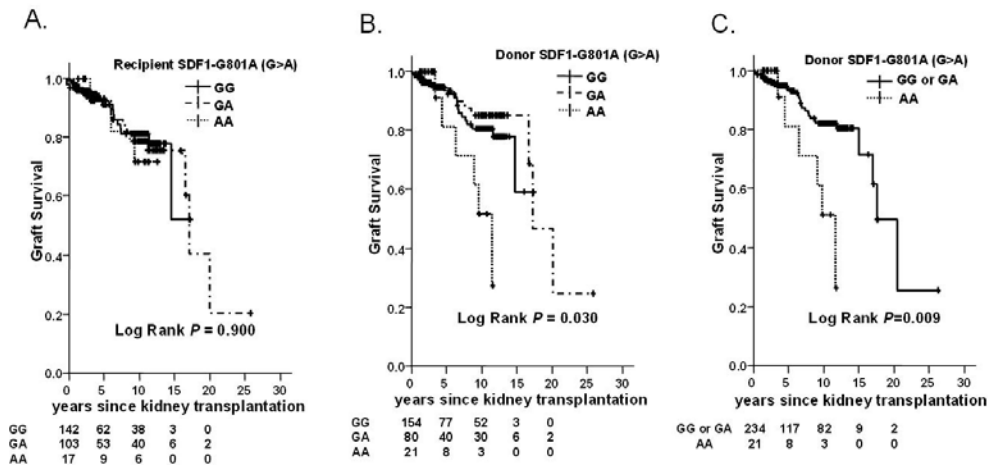 A.
Recipient SDF1-G801A (G>A)
GG
GA
AA
Graft Survival
1.0
0.8
0.6
0.4
0.2
0.0
Log Rank P = 0.900
0 5 10 15 20 25 30
years since kidney transplantation
GG 142 62 38 3 0
GA 103 53 40 6 2
AA 17 9 6 0 0
B.
Donor SDF1-G801A (G>A)
GG
GA
AA
Graft Survival
1.0
0.8
0.6
0.4
0.2
0.0
Log Rank P = 0.030
0 5 10 15 20 25 30
years since kidney transplantation
GG 154 77 52 3 0
GA 80 40 30 6 2
AA 21 8 3 0 0
C.
Donor SDF1-G801A (G>A)
GG or GA
AA
Graft Survival
1.0
0.8
0.6
0.4
0.2
0.0
Log Rank P=0.009
0 5 10 15 20 25 30
years since kidney transplantation
GG or GA 234 117 82 9 2
AA 21 8 3 0 0